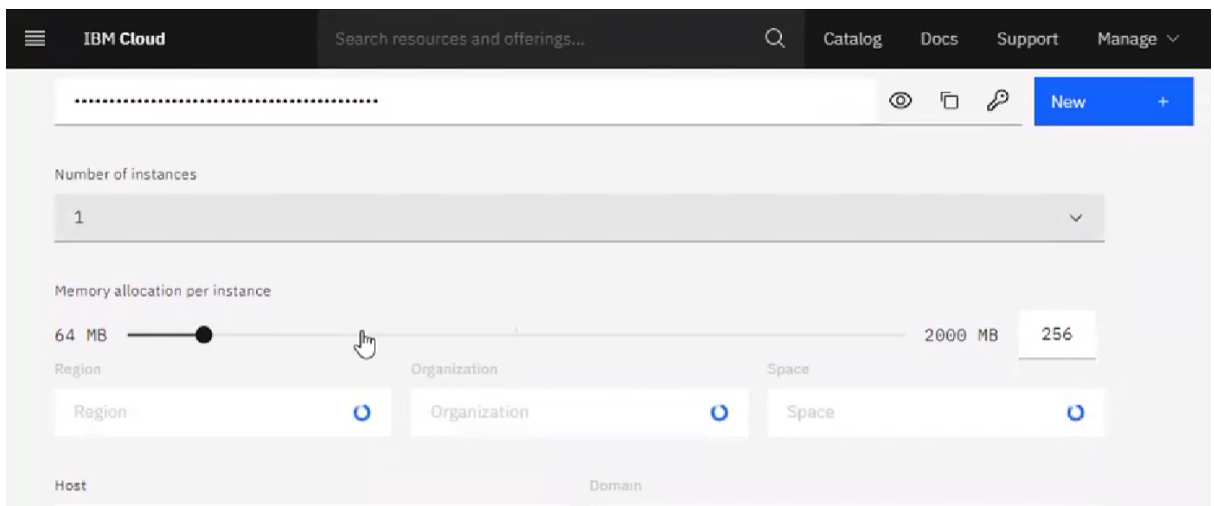 IBM Cloud Search resources and offerings... Catalog Docs Support Manage
•••••••••••••••••••••••••••••••••••••••••••• New +
Number of instances
1
Memory allocation per instance
64 MB 2000 MB 256
Region Organization Space
Region Organization Space
Host Domain